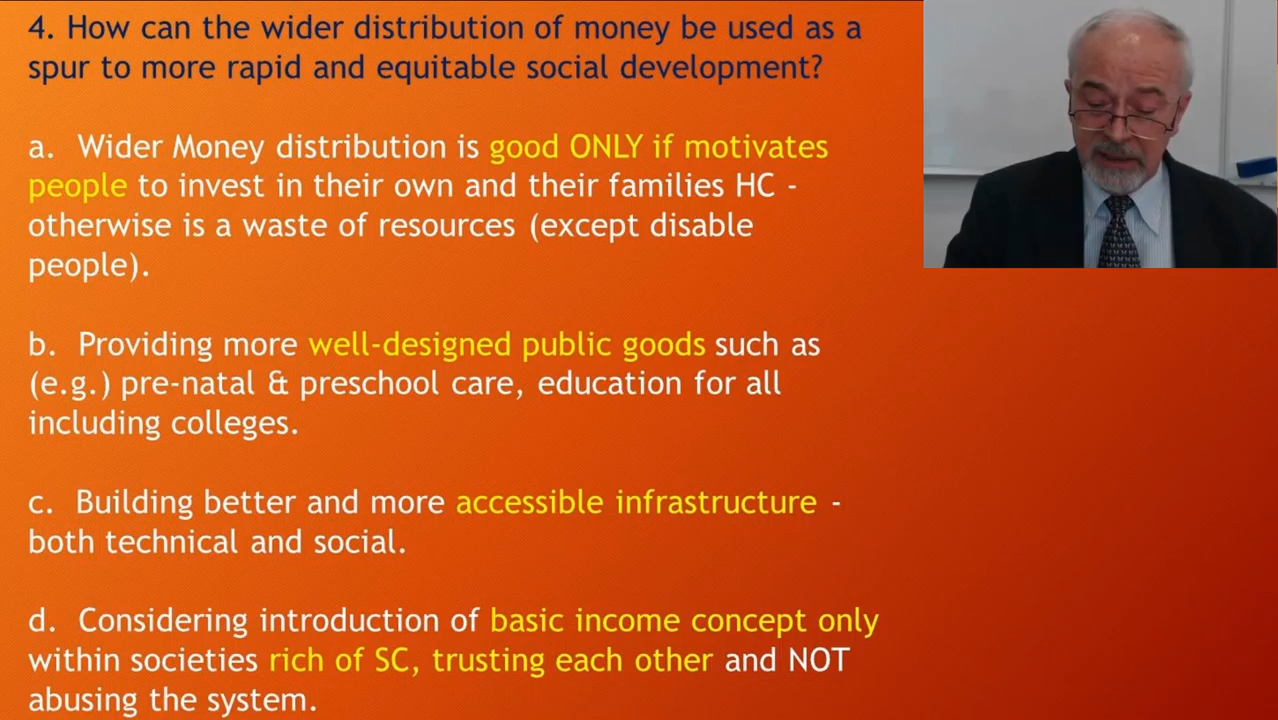 4. How can the wider distribution of money be used as a
spur to more rapid and equitable social development?
a. Wider Money distribution is good ONLY if motivates
people to invest in their own and their families HC -
otherwise is a waste of resources (except disable
people).
b. Providing more well-designed public goods such as
(e.g.) pre-natal & preschool care, education for all
including colleges.
c. Building better and more accessible infrastructure -
both technical and social.
d. Considering introduction of basic income concept only
within societies rich of SC, trusting each other and NOT
abusing the system.